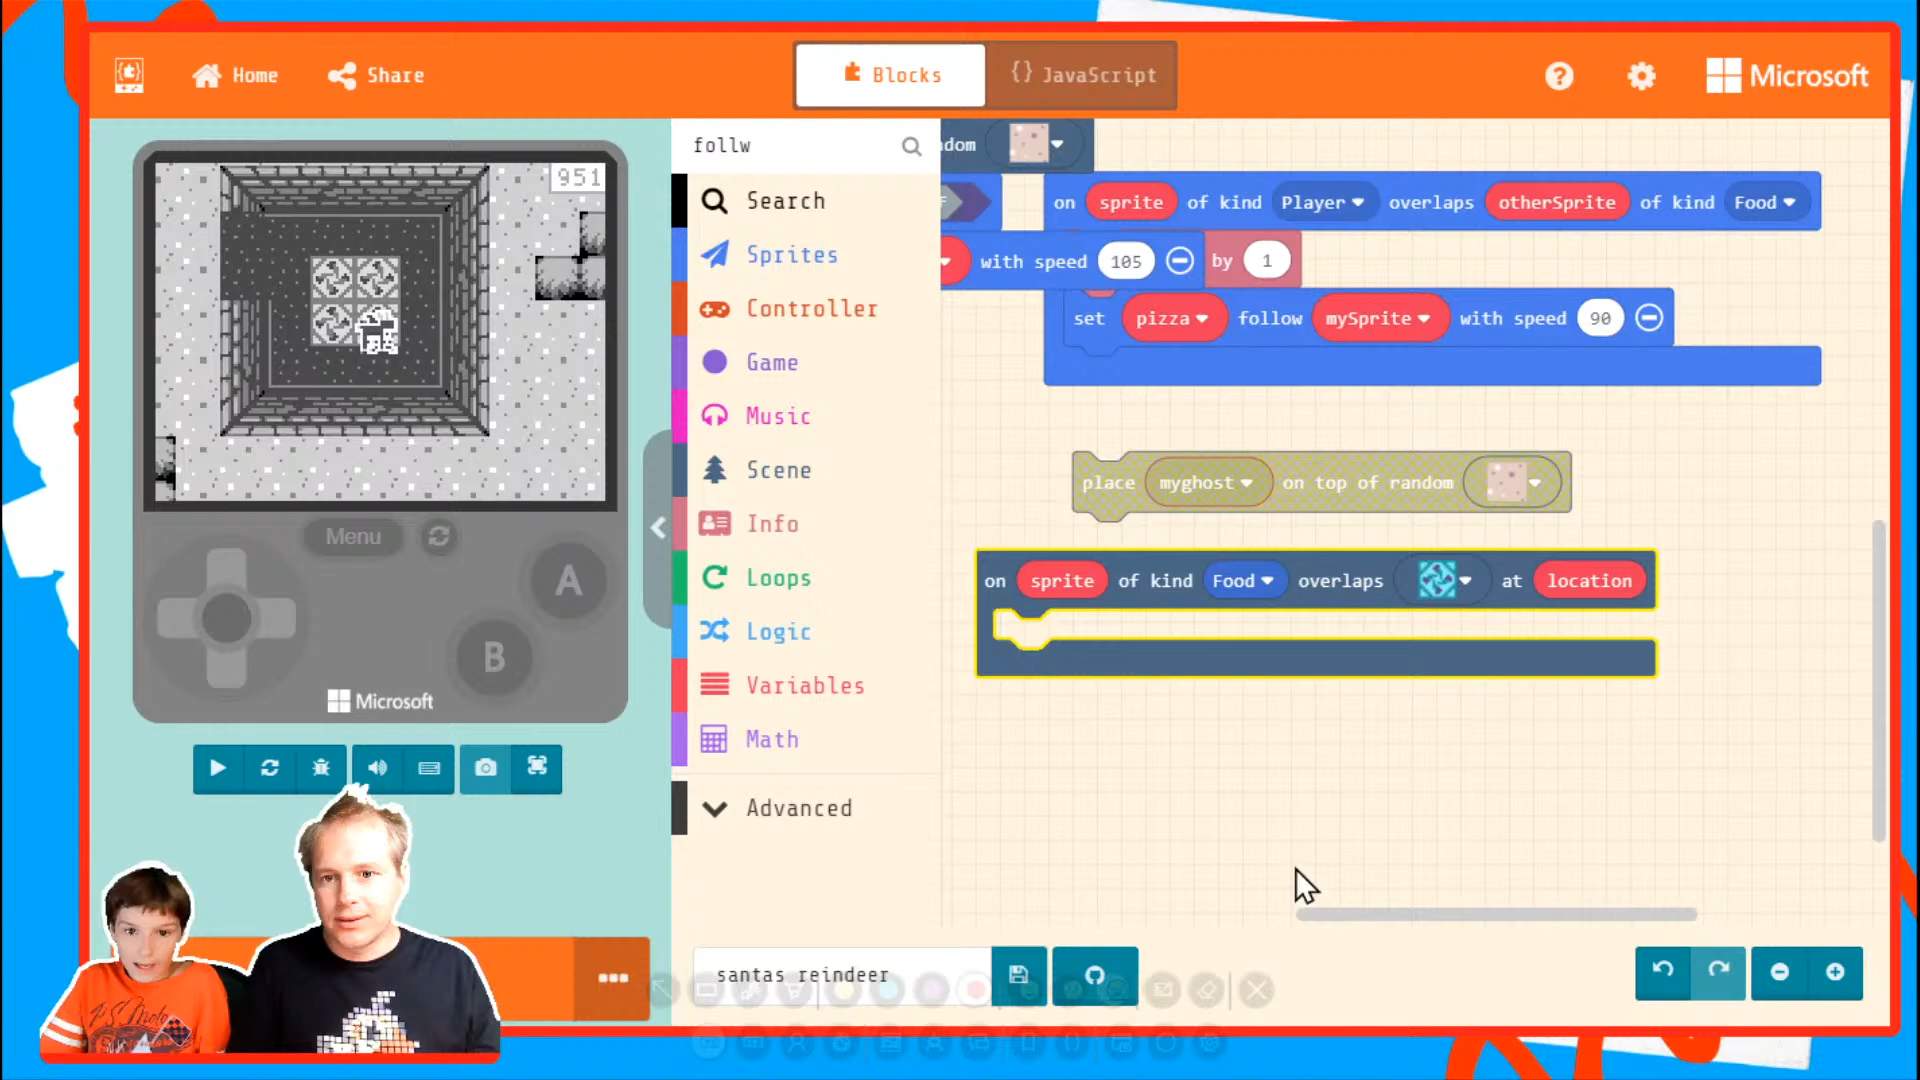 Home
Share
Blocks
{} JavaScript
Microsoft
951
Menu
A
B
Microsoft
follw
Search
Sprites
Controller
Game
Music
Scene
Info
Loops
Logic
Variables
Math
Advanced
dom
on sprite of kind Player overlaps otherSprite of kind Food
with speed 105 by 1
set pizza follow mySprite with speed 90
place myghost on top of random
on sprite of kind Food overlaps at location
santas reindeer